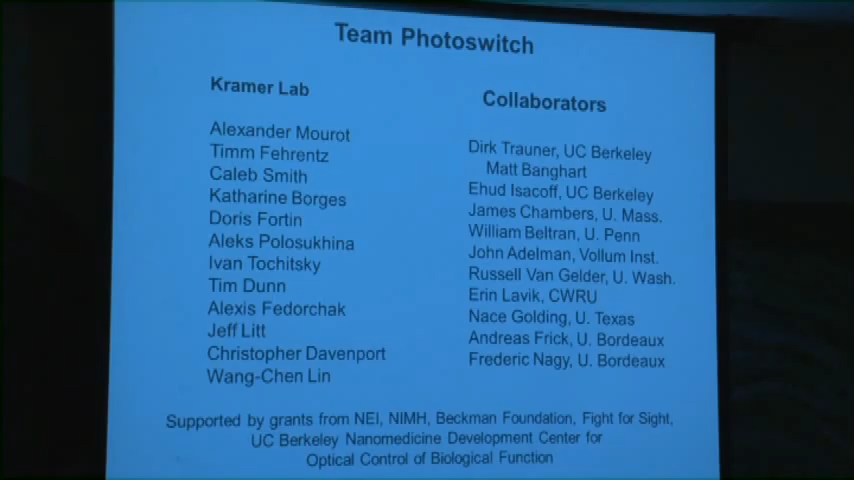 Team Photoswitch
Kramer Lab
Alexander Mourot
Timm Fehrentz
Caleb Smith
Katharine Borges
Doris Fortin
Aleks Polosukhina
Ivan Tochitsky
Tim Dunn
Alexis Fedorchak
Jeff Litt
Christopher Davenport
Wang-Chen Lin
Collaborators
Dirk Trauner, UC Berkeley
Matt Banghart
Ehud Isacoff, UC Berkeley
James Chambers, U. Mass.
William Beltran, U. Penn
John Adelman, Vollum Inst.
Russell Van Gelder, U. Wash.
Erin Lavik, CWRU
Nace Golding, U. Texas
Andreas Frick, U. Bordeaux
Frederic Nagy, U. Bordeaux
Supported by grants from NEI, NIMH, Beckman Foundation, Fight for Sight,
UC Berkeley Nanomedicine Development Center for
Optical Control of Biological Function